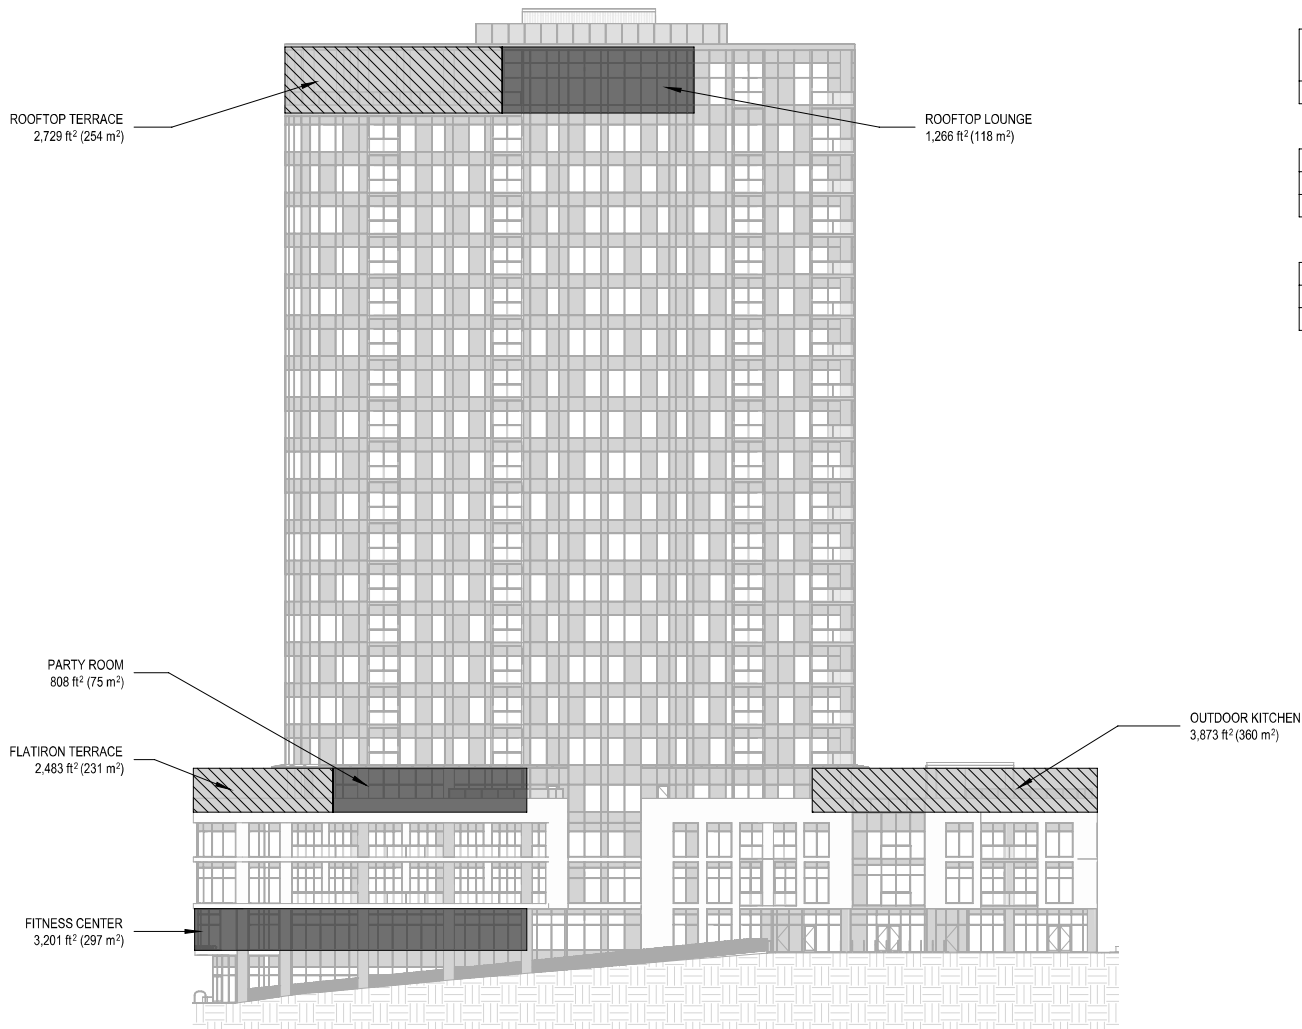 ROOFTOP TERRACE
2,729 ft² (254 m²)
ROOFTOP LOUNGE
1,266 ft² (118 m²)
PARTY ROOM
808 ft² (75 m²)
FLATIRON TERRACE
2,483 ft² (231 m²)
OUTDOOR KITCHEN
3,873 ft² (360 m²)
FITNESS CENTER
3,201 ft² (297 m²)